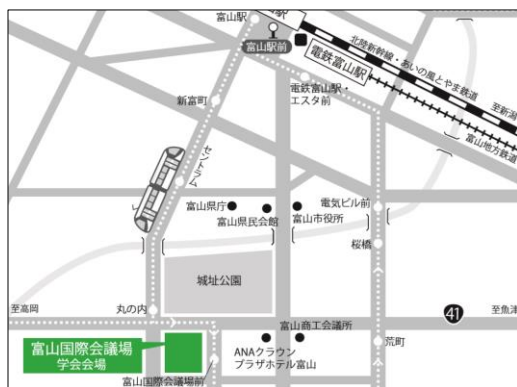 富山駅
富山駅前
北陸新幹線・あいの風とやま鉄道
電鉄富山駅
至新潟
新富町
電鉄富山駅・
エスタ前
富山地方鉄道
セントラム
富山県庁
富山県民会館
富山市役所
電気ビル前
桜橋
城址公園
至高岡
丸の内
41
至魚津
富山国際会議場
学会会場
富山商工会議所
荒町
ANAクラウン
プラザホテル富山
富山国際会議場前